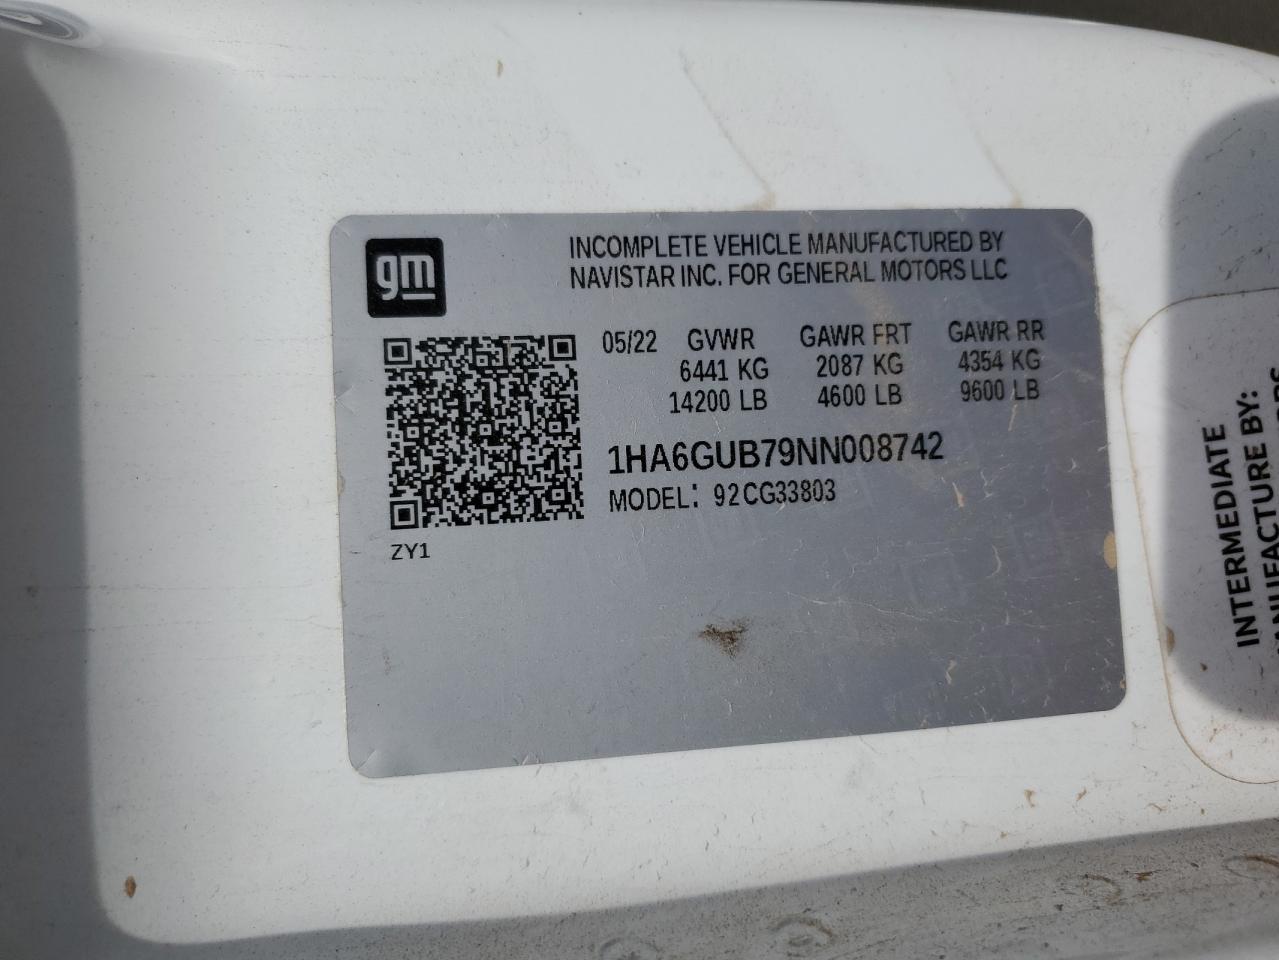 gm
INCOMPLETE VEHICLE MANUFACTURED BY
NAVISTAR INC. FOR GENERAL MOTORS LLC
05/22 GVWR GAWR FRT GAWR RR
6441 KG 2087 KG 4354 KG
14200 LB 4600 LB 9600 LB
1HA6GUB79NN008742
MODEL: 92CG33803
ZY1
INTERMEDIATE
BY: